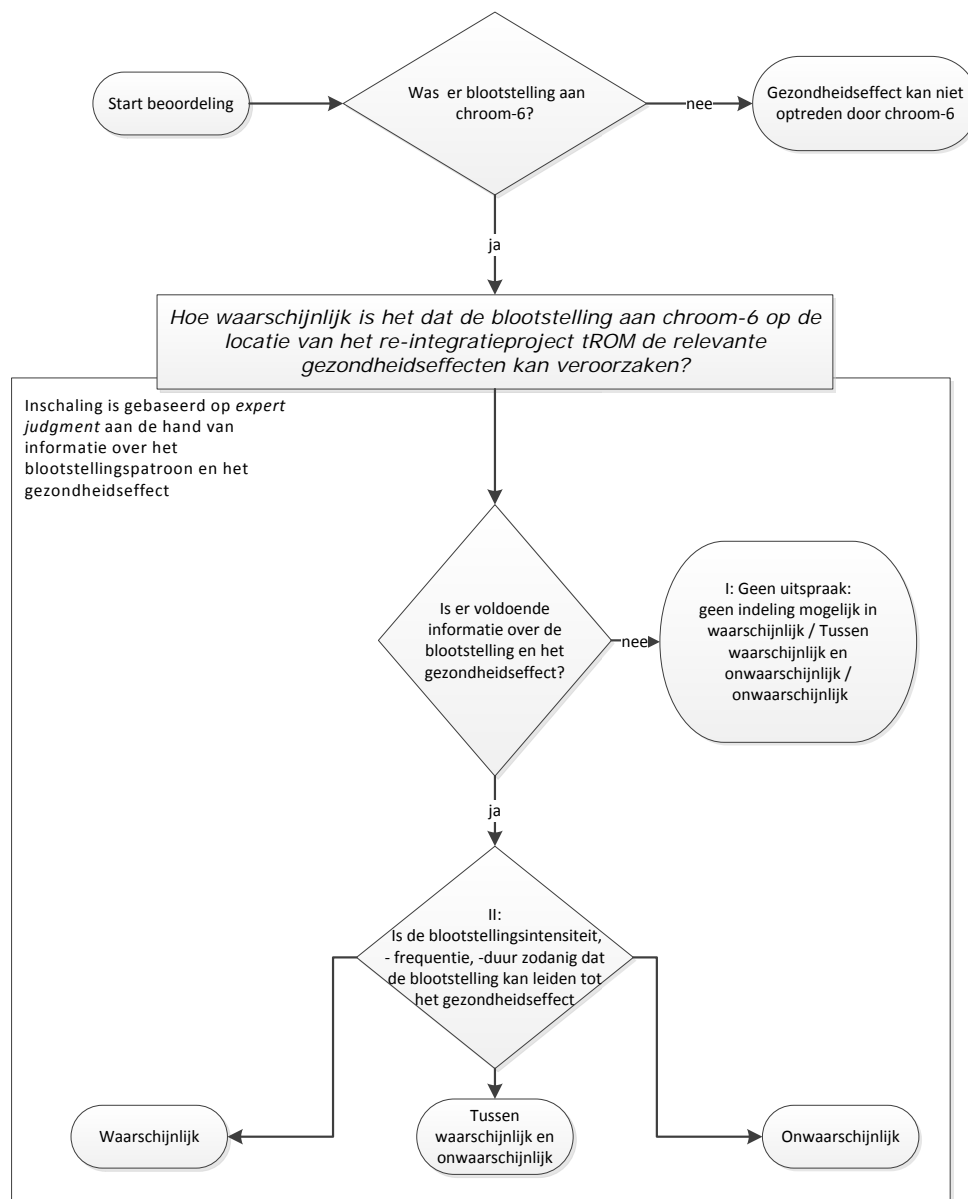 Start beoordeling
Was er blootstelling aan
chroom-6?
nee
Gezondheidseffect kan niet
optreden door chroom-6
ja
Hoe waarschijnlijk is het dat de blootstelling aan chroom-6 op de
locatie van het re-integratieproject tROM de relevante
gezondheidseffecten kan veroorzaken?
Inschaling is gebaseerd op expert
judgment aan de hand van
informatie over het
blootstellingspatroon en het
gezondheidseffect
Is er voldoende
informatie over de
blootstelling en het
gezondheidseffect?
nee
I: Geen uitspraak:
geen indeling mogelijk in
waarschijnlijk / Tussen
waarschijnlijk en
onwaarschijnlijk /
onwaarschijnlijk
ja
II:
Is de blootstellingsintensiteit,
- frequentie, -duur zodanig dat
de blootstelling kan leiden tot
het gezondheidseffect
Waarschijnlijk
Tussen
waarschijnlijk en
onwaarschijnlijk
Onwaarschijnlijk